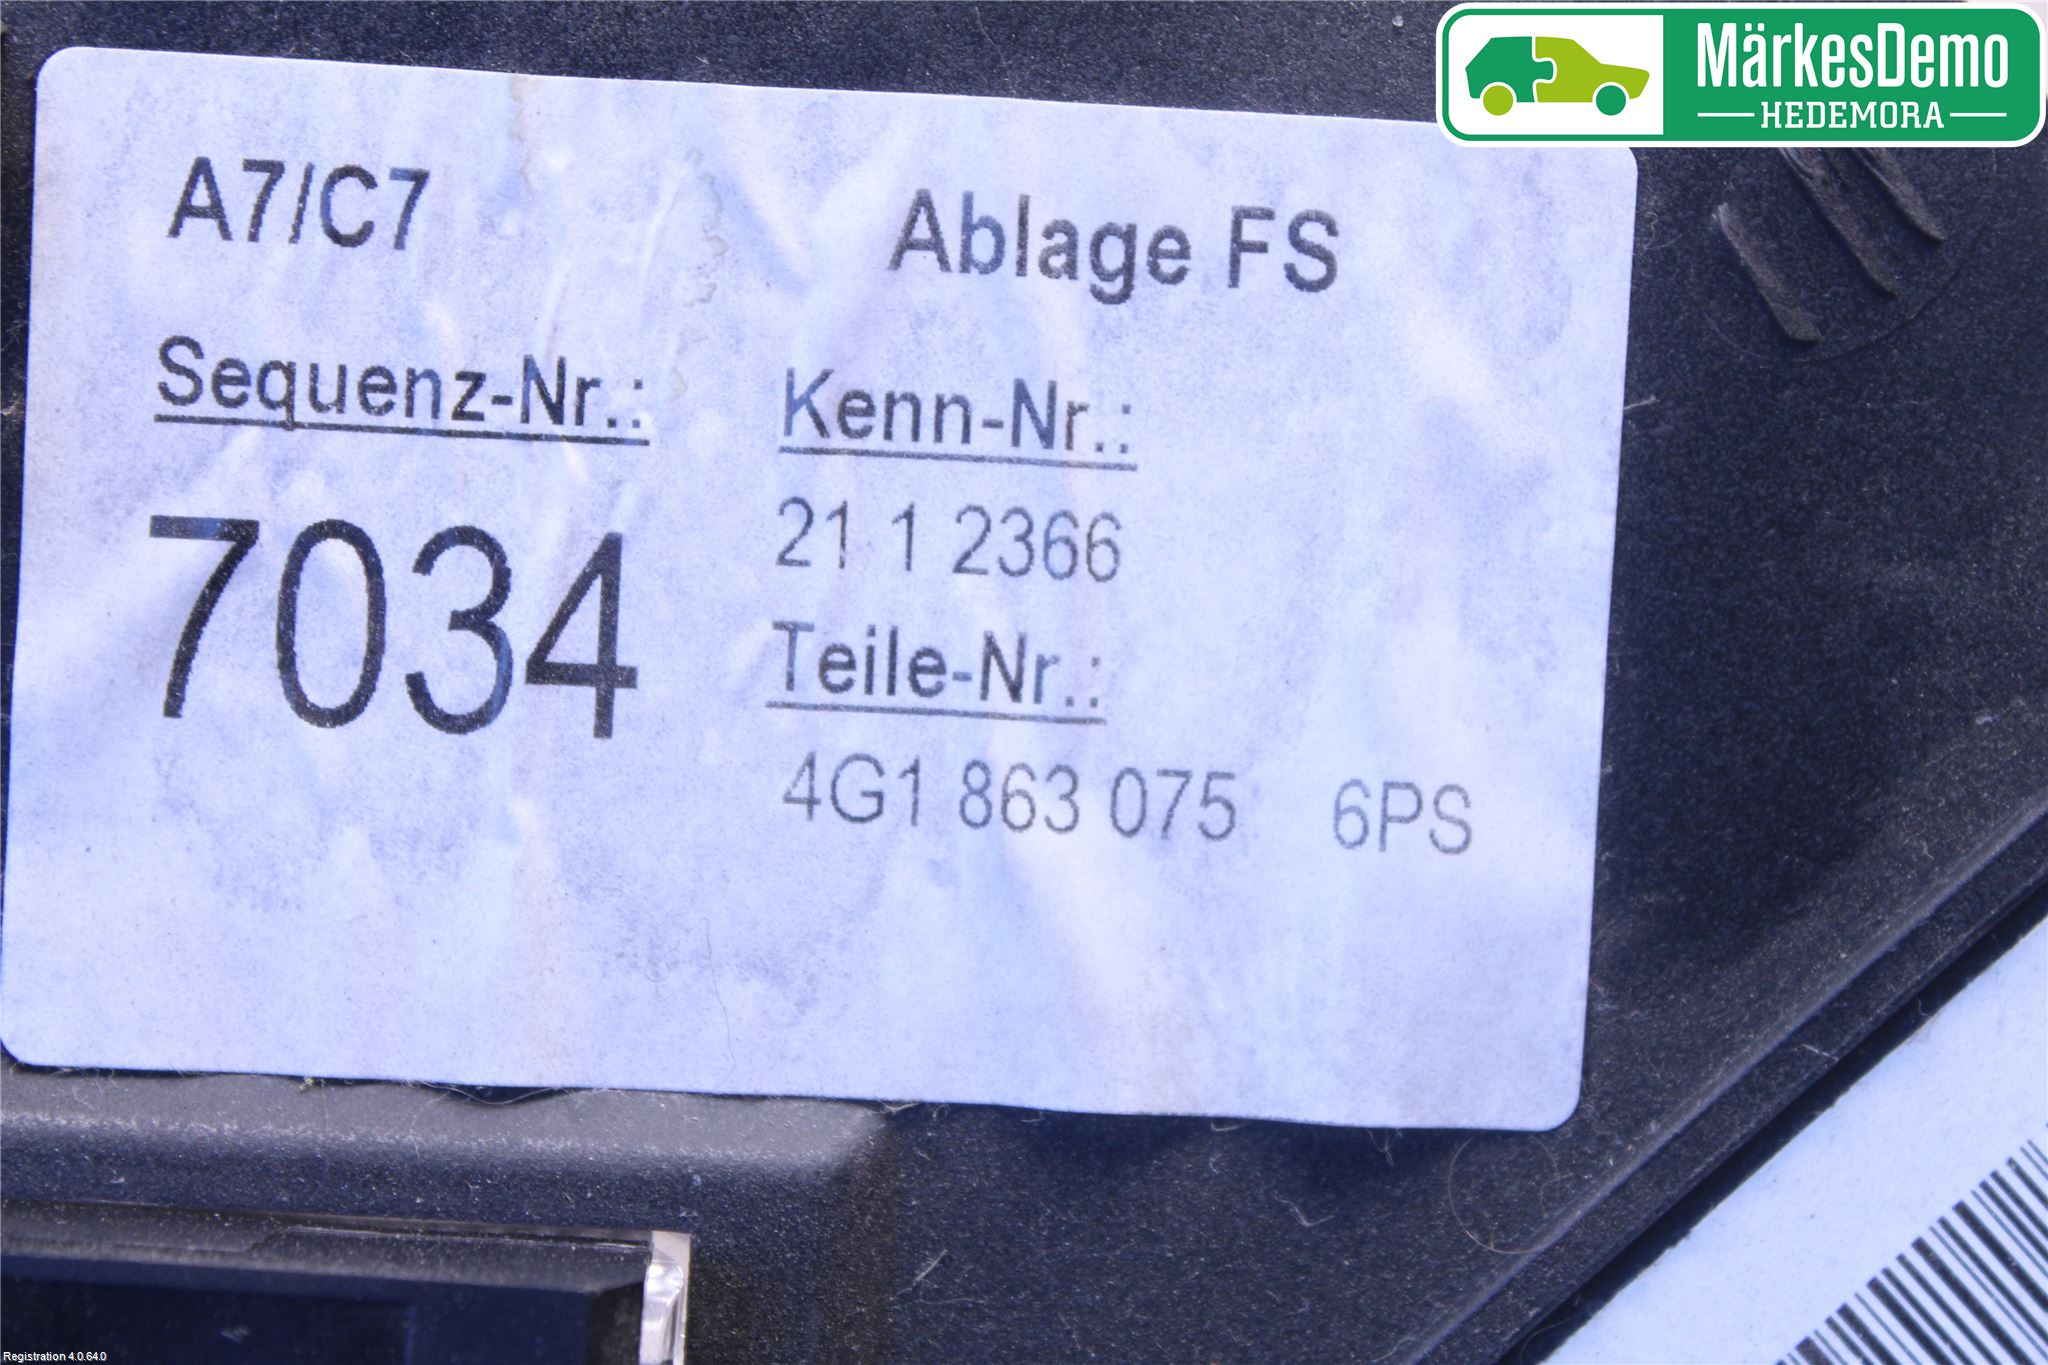 MärkesDemo
HEDEMORA
A7/C7
Ablage FS
Sequenz-Nr.:
Kenn-Nr.:
7034
21 1 2366
Teile-Nr.:
4G1 863 075 6PS
Registration 4.0.64.0